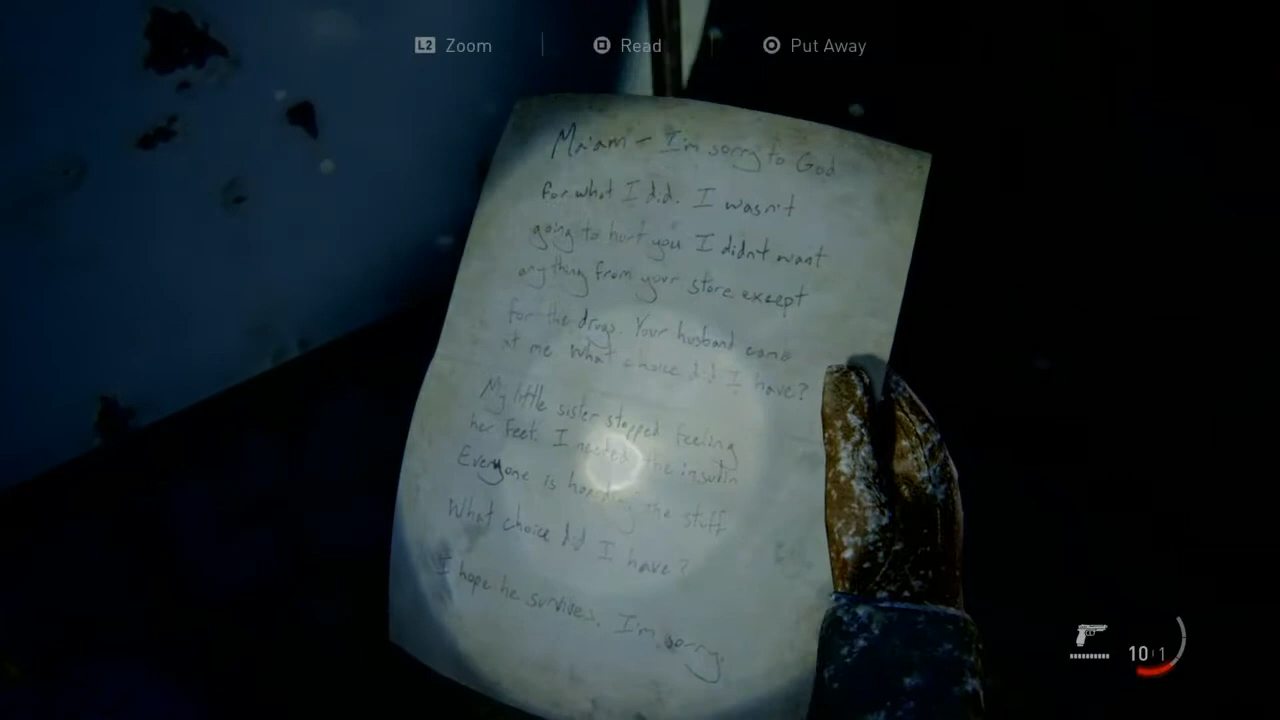 L2 Zoom Read Put Away
Ma'am - I'm sorry to God
for what I did. I wasn't
going to hurt you I didnt want
anything from your store except
for the drugs. Your husband came
at me What choice did I have?
My little sister stopped feeling
her feet. I needed the insulin
Everyone is hoarding the stuff
What choice did I have?
I hope he survives. I'm sorry.
10 1